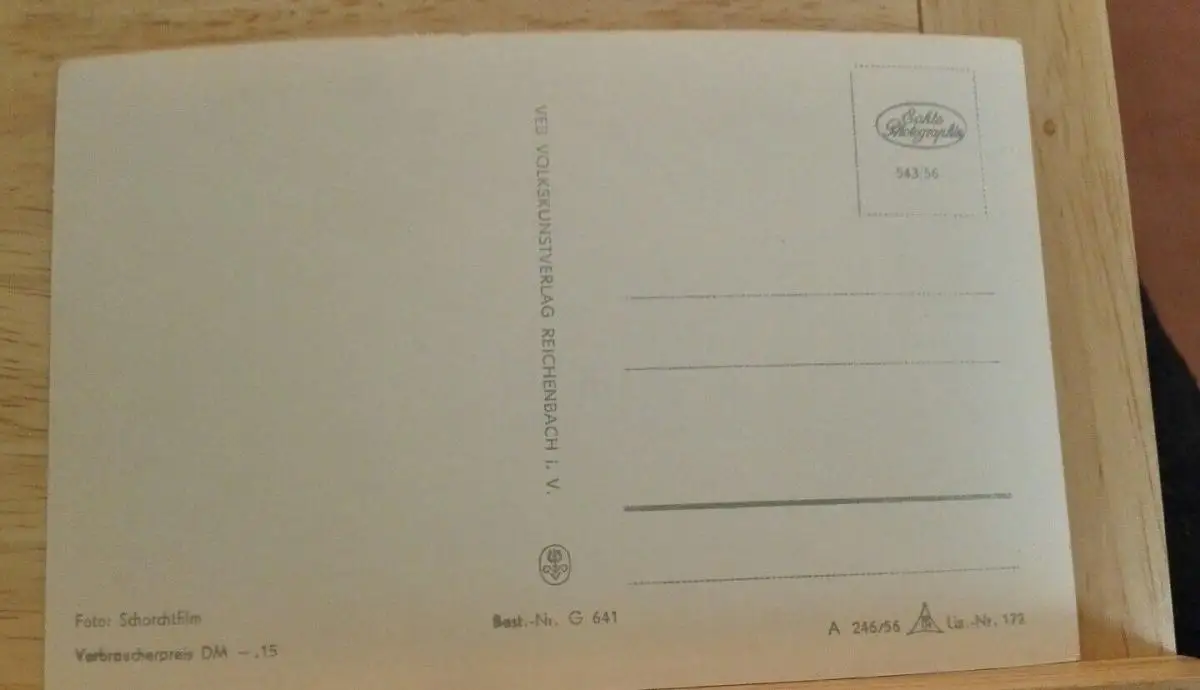 Echte
Photographie
543 56
VEB VOLKSKUNSTVERLAG REICHENBACH i. V.
Foto: Schorchtfilm
Verbraucherpreis DM — .15
Best.-Nr. G 641
A 246/56 Lis.-Nr. 172